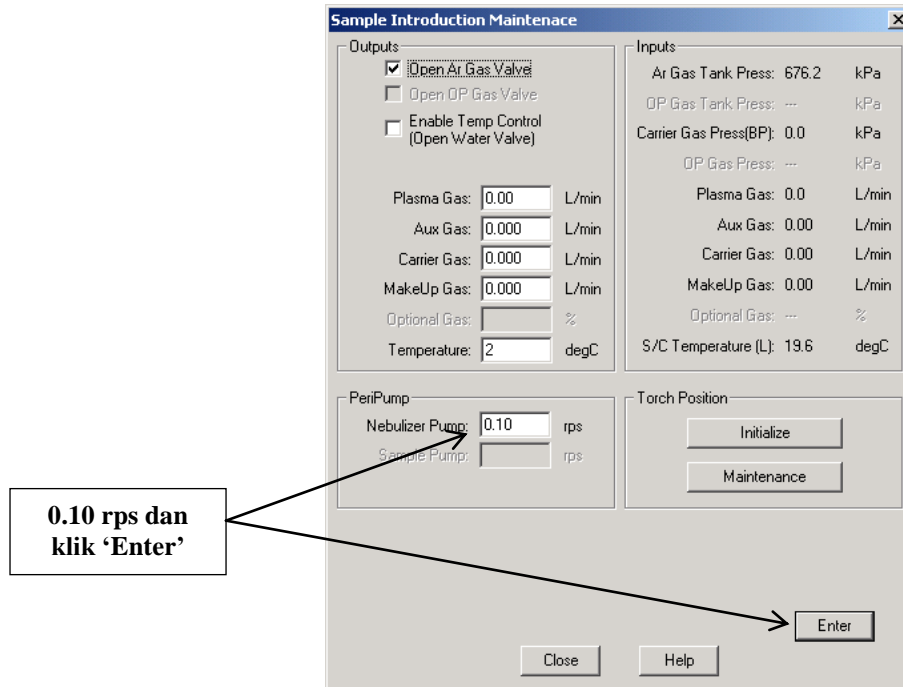 Sample Introduction Maintenace
Outputs
Open Ar Gas Valve
Open OP Gas Valve
Enable Temp Control
(Open Water Valve)
Plasma Gas: 0.00 L/min
Aux Gas: 0.000 L/min
Carrier Gas: 0.000 L/min
MakeUp Gas: 0.000 L/min
Optional Gas: %
Temperature: 2 degC
Inputs
Ar Gas Tank Press: 676.2 kPa
OP Gas Tank Press: --- kPa
Carrier Gas Press(BP): 0.0 kPa
OP Gas Press: --- kPa
Plasma Gas: 0.0 L/min
Aux Gas: 0.00 L/min
Carrier Gas: 0.00 L/min
MakeUp Gas: 0.00 L/min
Optional Gas: --- %
S/C Temperature (L): 19.6 degC
PeriPump
Nebulizer Pump: 0.10 rps
Sample Pump: rps
Torch Position
Initialize
Maintenance
0.10 rps dan
klik ‘Enter’
Enter
Close Help